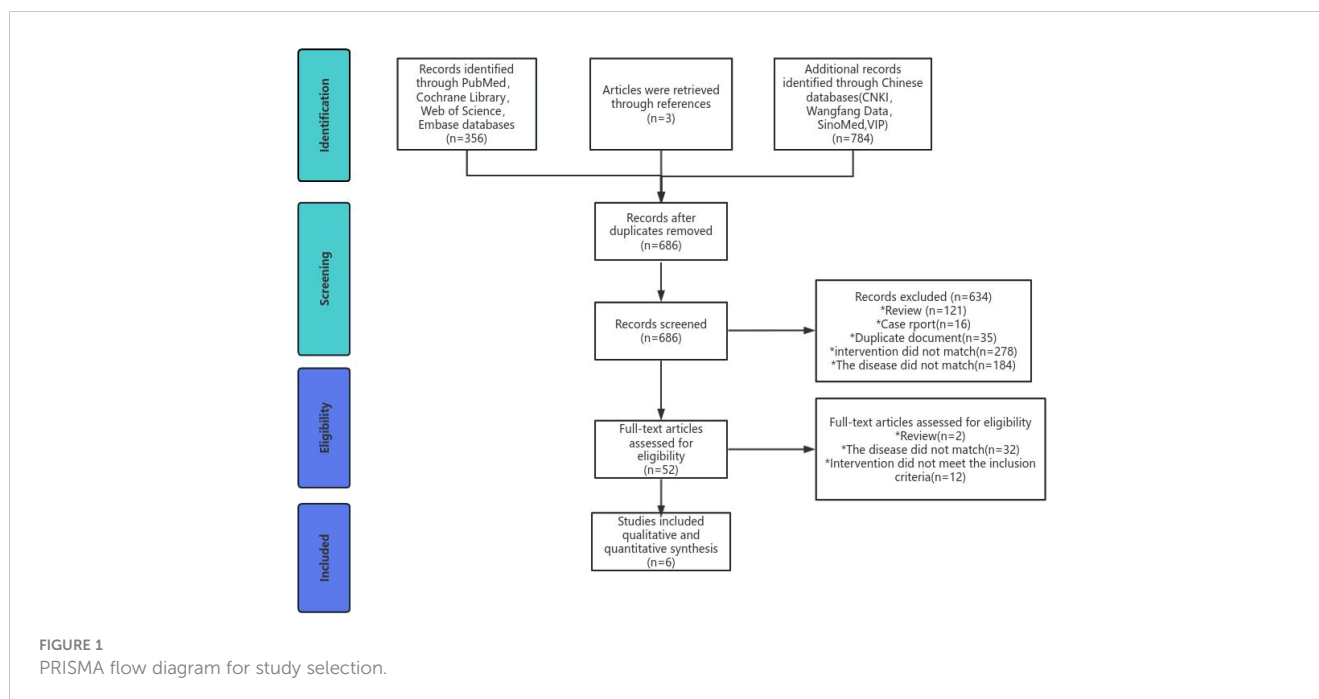 Identification
Records identified
through PubMed,
Cochrane Library,
Web of Science,
Embase databases
(n=356)
Articles were retrieved
through references
(n=3)
Additional records
identified through Chinese
databases(CNKI,
Wangfang Data,
SinoMed,VIP)
(n=784)
Screening
Records after
duplicates removed
(n=686)
Records screened
(n=686)
Records excluded (n=634)
*Review (n=121)
*Case rport(n=16)
*Duplicate document(n=35)
*intervention did not match(n=278)
*The disease did not match(n=184)
Eligibility
Full-text articles
assessed for
eligibility
(n=52)
Full-text articles assessed for eligibility
*Review(n=2)
*The disease did not match(n=32)
*Intervention did not meet the inclusion
criteria(n=12)
Included
Studies included
qualitative and
quantitative synthesis
(n=6)
FIGURE 1
PRISMA flow diagram for study selection.